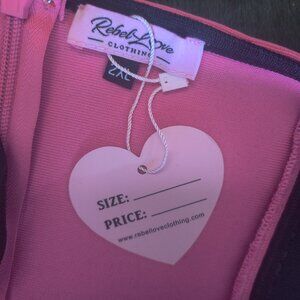 Rebel Love
CLOTHING
2XL
SIZE:
PRICE:
www.rebelloveclothing.com